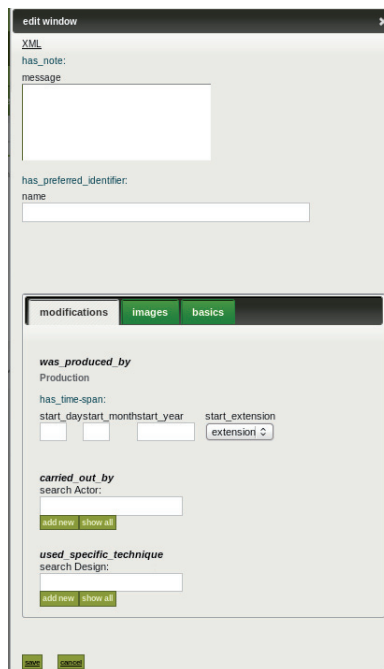 edit window
XML
has_note:
message
has_preferred_identifier:
name
modifications images basics
was_produced_by
Production
has_time-span:
start_daystart_monthstart_year start_extension
extension
carried_out_by
search Actor:
add new show all
used_specific_technique
search Design:
add new show all
save cancel